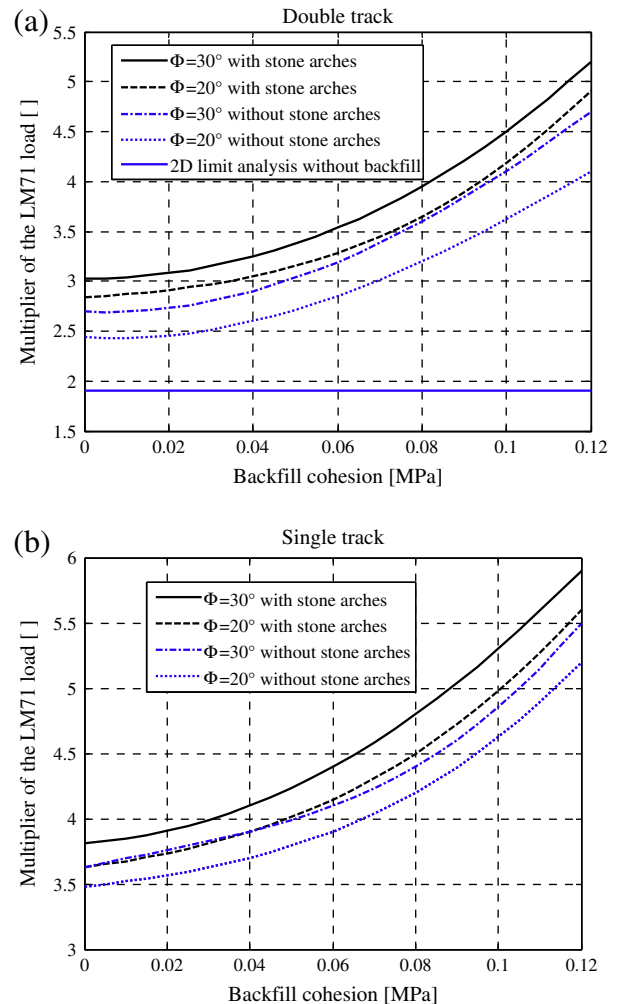 (a)
Double track
Φ=30° with stone arches
Φ=20° with stone arches
Φ=30° without stone arches
Φ=20° without stone arches
2D limit analysis without backfill
Multiplier of the LM71 load [ ]
5.5
5
4.5
4
3.5
3
2.5
2
1.5
0 0.02 0.04 0.06 0.08 0.1 0.12
Backfill cohesion [MPa]
(b)
Single track
Φ=30° with stone arches
Φ=20° with stone arches
Φ=30° without stone arches
Φ=20° without stone arches
Multiplier of the LM71 load [ ]
6
5.5
5
4.5
4
3.5
3
0 0.02 0.04 0.06 0.08 0.1 0.12
Backfill cohesion [MPa]